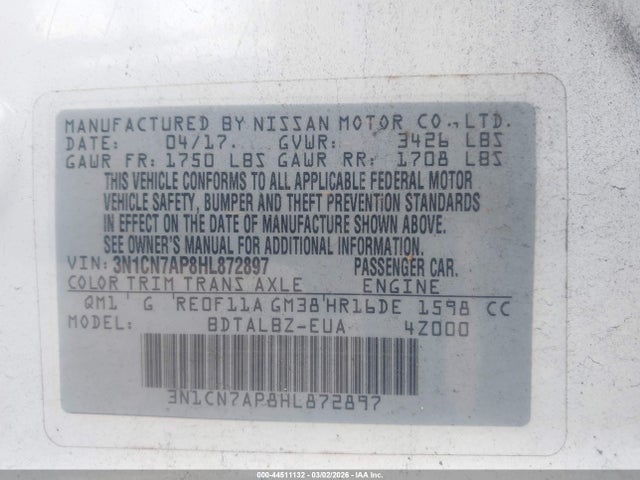 MANUFACTURED BY NISSAN MOTOR CO.,LTD.
DATE: 04/17. GVWR: 3426 LBS
GAWR FR: 1750 LBS GAWR RR: 1708 LBS
THIS VEHICLE CONFORMS TO ALL APPLICABLE FEDERAL MOTOR
VEHICLE SAFETY, BUMPER AND THEFT PREVENTION STANDARDS
IN EFFECT ON THE DATE OF MANUFACTURE SHOWN ABOVE.
SEE OWNER'S MANUAL FOR ADDITIONAL INFORMATION.
VIN: 3N1CN7AP8HL872897 PASSENGER CAR.
COLOR TRIM TRANS AXLE ENGINE
QM1 G RE0F11A GM38 HR16DE 1598 CC
MODEL: BDTALBZ-EUA 4Z000
3N1CN7AP8HL872897
000-44511132 - 03/02/2026 - IAAI.COM